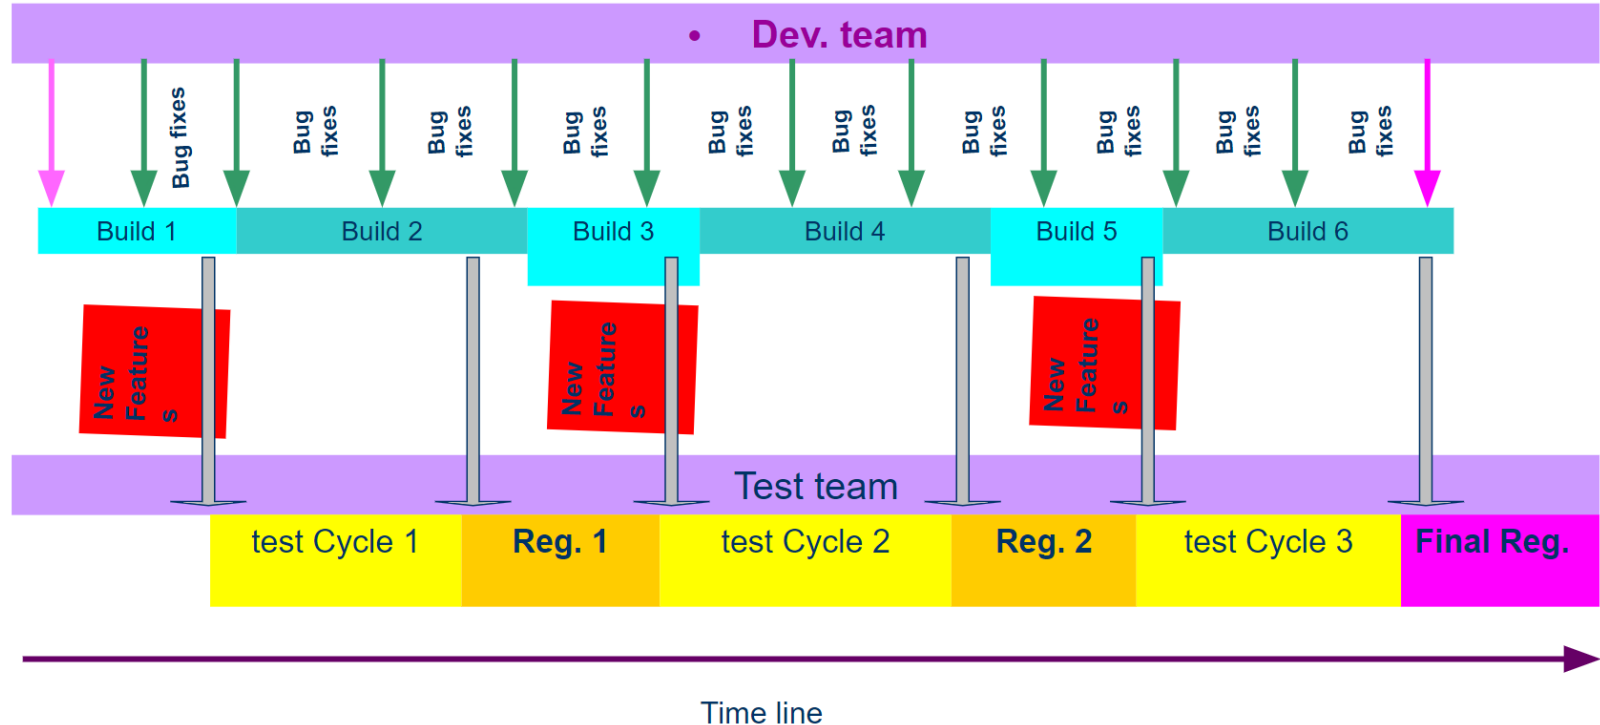 • Dev. team
Bug fixes
Bug
fixes
Bug
fixes
Bug
fixes
Bug
fixes
Bug
fixes
Bug
fixes
Bug
fixes
Bug
fixes
Bug
fixes
Build 1
Build 2
Build 3
Build 4
Build 5
Build 6
New
Feature
s
New
Feature
s
New
Feature
s
Test team
test Cycle 1
Reg. 1
test Cycle 2
Reg. 2
test Cycle 3
Final Reg.
Time line